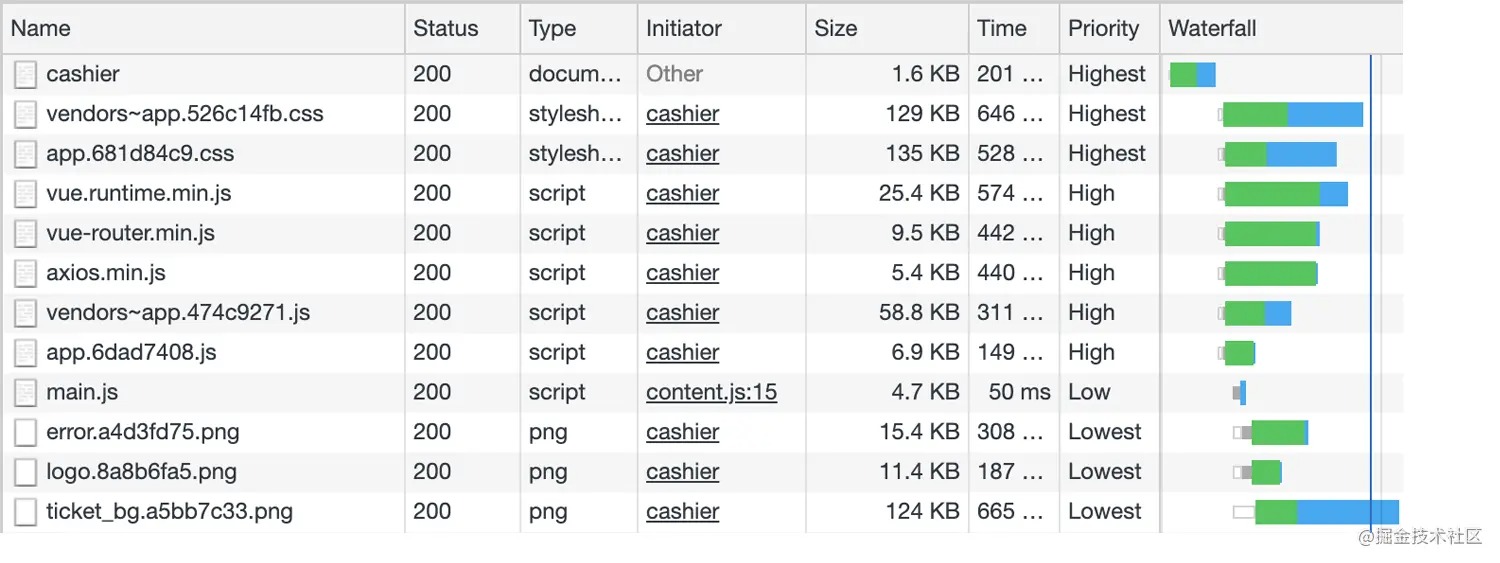 Name Status Type Initiator Size Time Priority Waterfall
cashier 200 docum… Other 1.6 KB 201 … Highest
vendors~app.526c14fb.css 200 stylesh… cashier 129 KB 646 … Highest
app.681d84c9.css 200 stylesh… cashier 135 KB 528 … Highest
vue.runtime.min.js 200 script cashier 25.4 KB 574 … High
vue-router.min.js 200 script cashier 9.5 KB 442 … High
axios.min.js 200 script cashier 5.4 KB 440 … High
vendors~app.474c9271.js 200 script cashier 58.8 KB 311 … High
app.6dad7408.js 200 script cashier 6.9 KB 149 … High
main.js 200 script content.js:15 4.7 KB 50 ms Low
error.a4d3fd75.png 200 png cashier 15.4 KB 308 … Lowest
logo.8a8b6fa5.png 200 png cashier 11.4 KB 187 … Lowest
ticket_bg.a5bb7c33.png 200 png cashier 124 KB 665 … Lowest
@掘金技术社区